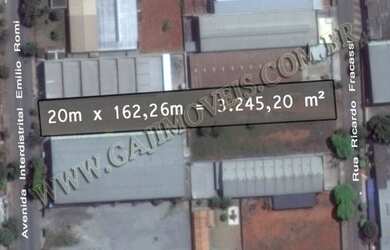 Avenida Interdistrital Emílio Romi
20m x 162,26m 3.245,20 m²
Rua Ricardo Fracassi
WWW.GAIIMOVEIS.COM.BR